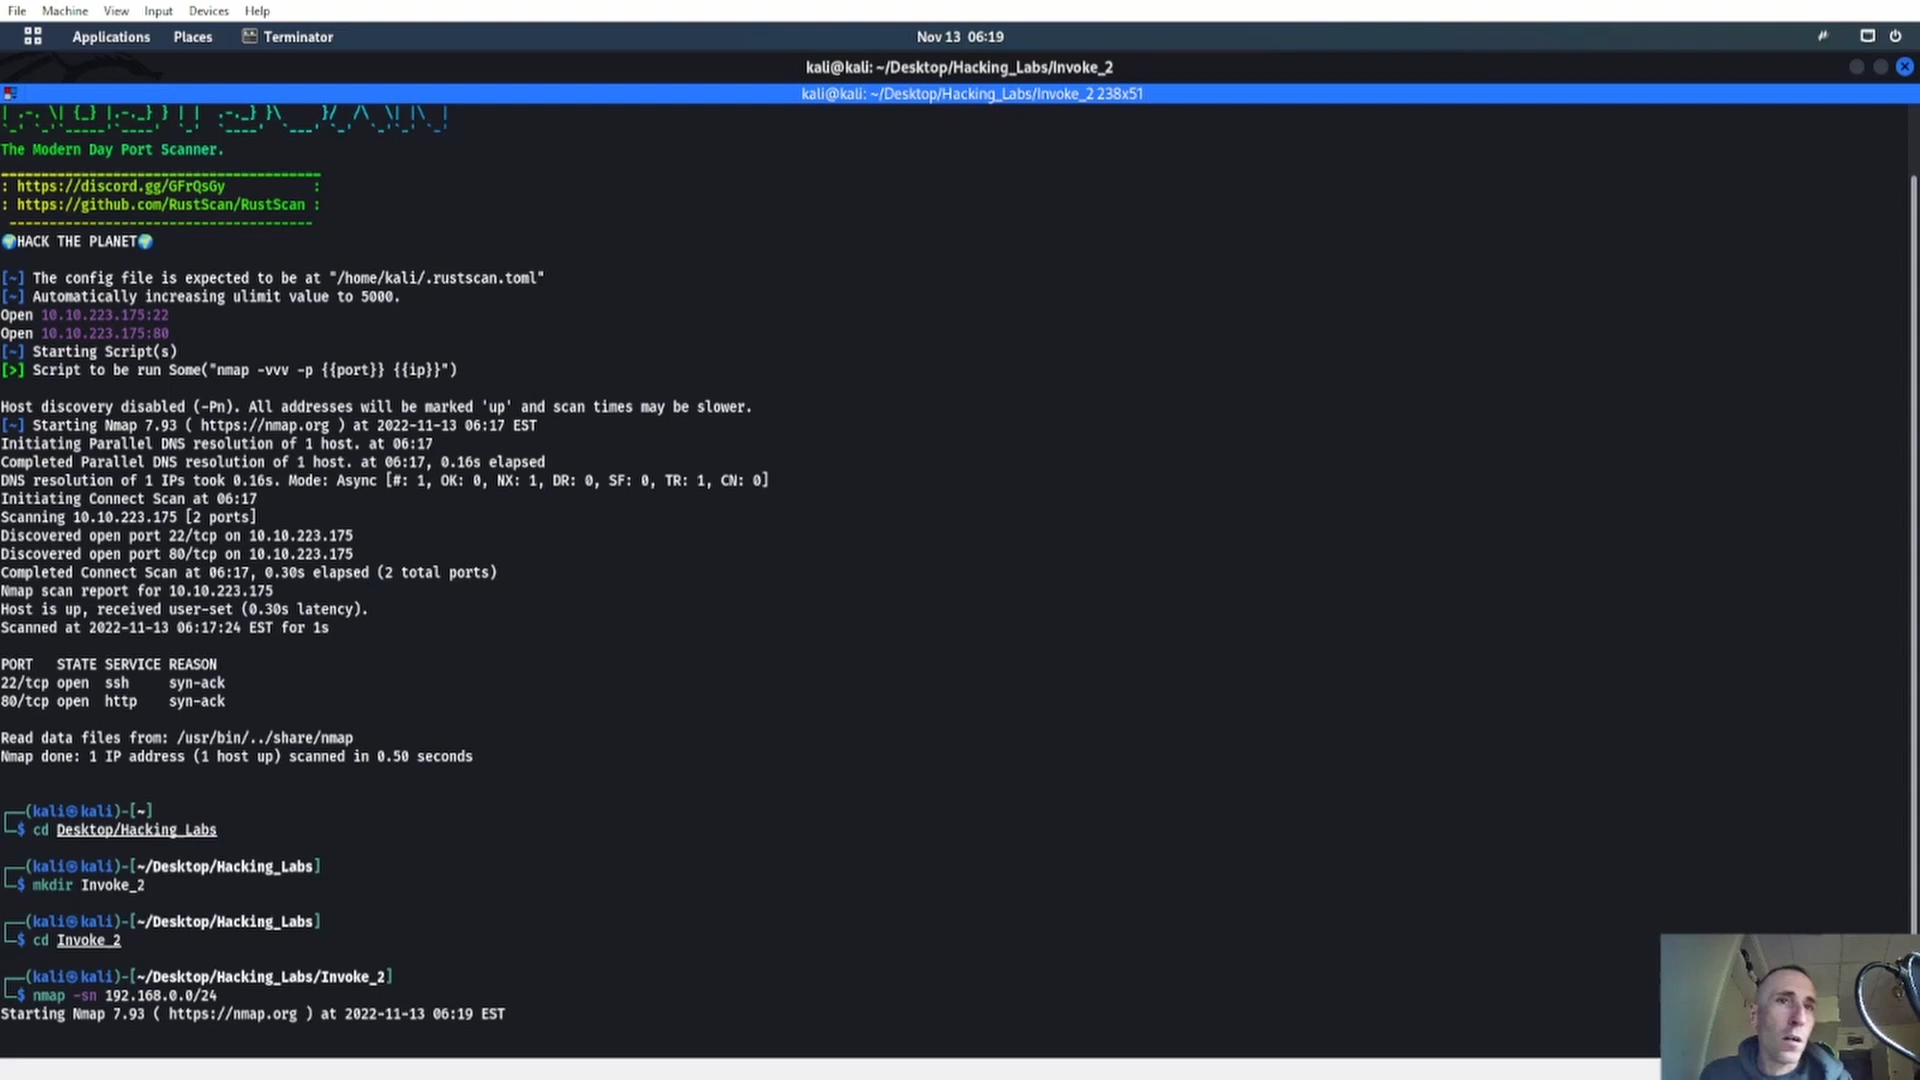 File Machine View Input Devices Help
Applications Places Terminator Nov 13 06:19
kali@kali: ~/Desktop/Hacking_Labs/Invoke_2
kali@kali: ~/Desktop/Hacking_Labs/Invoke_2 238x51
The Modern Day Port Scanner.
________________________________________
: https://discord.gg/GFrQsGy           :
: https://github.com/RustScan/RustScan :
--------------------------------------
🌍HACK THE PLANET🌍
[~] The config file is expected to be at "/home/kali/.rustscan.toml"
[~] Automatically increasing ulimit value to 5000.
Open 10.10.223.175:22
Open 10.10.223.175:80
[~] Starting Script(s)
[>] Script to be run Some("nmap -vvv -p {{port}} {{ip}}")
Host discovery disabled (-Pn). All addresses will be marked 'up' and scan times may be slower.
[~] Starting Nmap 7.93 ( https://nmap.org ) at 2022-11-13 06:17 EST
Initiating Parallel DNS resolution of 1 host. at 06:17
Completed Parallel DNS resolution of 1 host. at 06:17, 0.16s elapsed
DNS resolution of 1 IPs took 0.16s. Mode: Async [#: 1, OK: 0, NX: 1, DR: 0, SF: 0, TR: 1, CN: 0]
Initiating Connect Scan at 06:17
Scanning 10.10.223.175 [2 ports]
Discovered open port 22/tcp on 10.10.223.175
Discovered open port 80/tcp on 10.10.223.175
Completed Connect Scan at 06:17, 0.30s elapsed (2 total ports)
Nmap scan report for 10.10.223.175
Host is up, received user-set (0.30s latency).
Scanned at 2022-11-13 06:17:24 EST for 1s
PORT   STATE SERVICE REASON
22/tcp open  ssh     syn-ack
80/tcp open  http    syn-ack
Read data files from: /usr/bin/../share/nmap
Nmap done: 1 IP address (1 host up) scanned in 0.50 seconds
┌──(kali㉿kali)-[~]
└─$ cd Desktop/Hacking_Labs
┌──(kali㉿kali)-[~/Desktop/Hacking_Labs]
└─$ mkdir Invoke_2
┌──(kali㉿kali)-[~/Desktop/Hacking_Labs]
└─$ cd Invoke_2
┌──(kali㉿kali)-[~/Desktop/Hacking_Labs/Invoke_2]
└─$ nmap -sn 192.168.0.0/24
Starting Nmap 7.93 ( https://nmap.org ) at 2022-11-13 06:19 EST